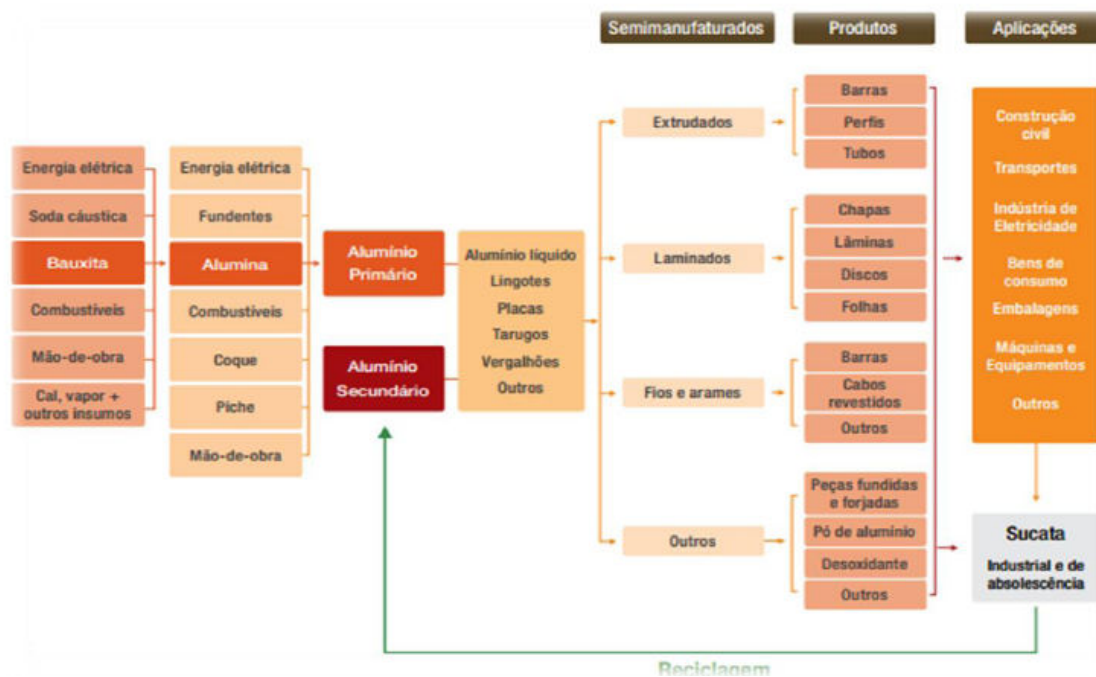 Semimanufaturados
Produtos
Aplicações
Energia elétrica
Soda cáustica
Bauxita
Combustíveis
Mão-de-obra
Cal, vapor +
outros insumos
Energia elétrica
Fundentes
Alumina
Combustíveis
Coque
Piche
Mão-de-obra
Alumínio
Primário
Alumínio
Secundário
Alumínio líquido
Lingotes
Placas
Tarugos
Vergalhões
Outros
Extrudados
Laminados
Fios e arames
Outros
Barras
Perfis
Tubos
Chapas
Lâminas
Discos
Folhas
Barras
Cabos
revestidos
Outros
Peças fundidas
e forjadas
Pó de alumínio
Desoxidante
Outros
Construção
civil
Transportes
Indústria de
Eletricidade
Bens de
consumo
Embalagens
Máquinas e
Equipamentos
Outros
Sucata
Industrial e de
absolescência
Reciclagem